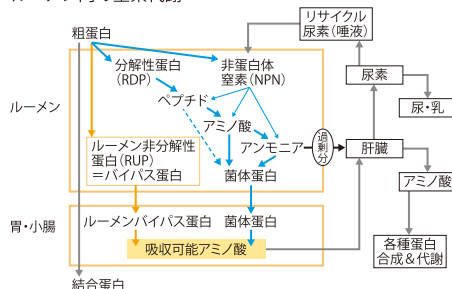 リサイクル
尿素(唾液)
粗蛋白
分解性蛋白
(RDP)
非蛋白体
窒素(NPN)
尿素
尿・乳
ルーメン
ペプチド
アミノ酸
アンモニア
過剰分
肝臓
ルーメン非分解性
蛋白(RUP)
=バイパス蛋白
菌体蛋白
アミノ酸
胃・小腸
ルーメンバイパス蛋白
菌体蛋白
吸収可能アミノ酸
各種蛋白
合成&代謝
結合蛋白